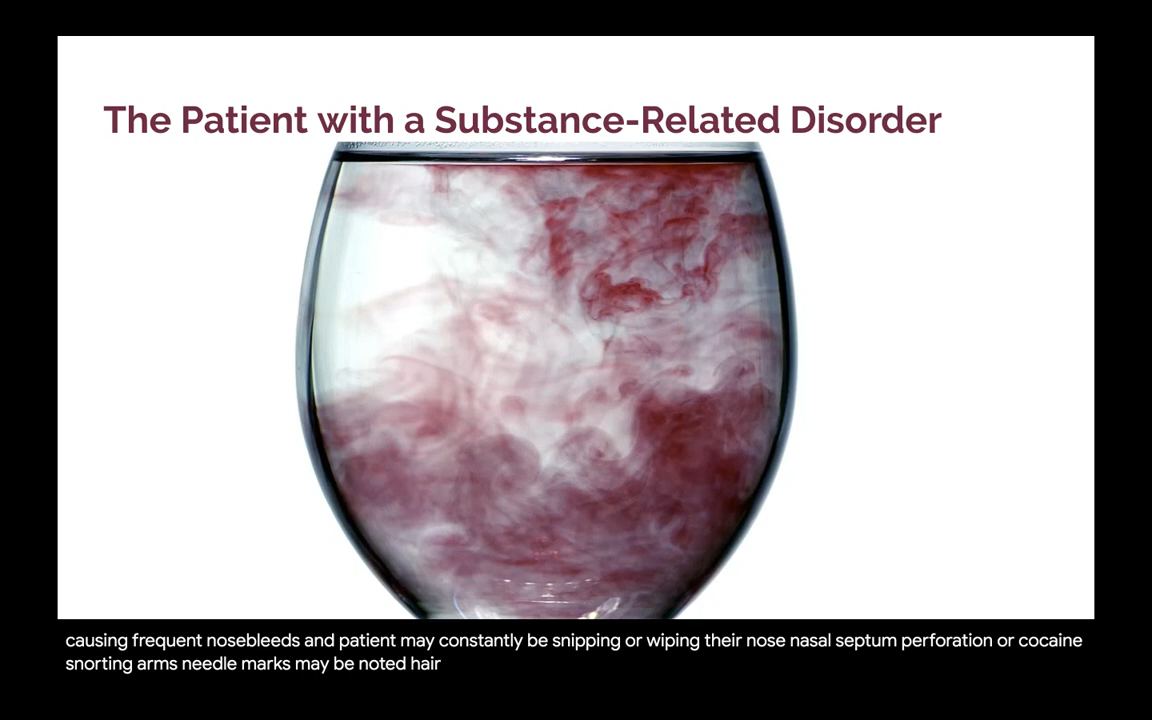 The Patient with a Substance-Related Disorder
causing frequent nosebleeds and patient may constantly be snipping or wiping their nose nasal septum perforation or cocaine
snorting arms needle marks may be noted hair